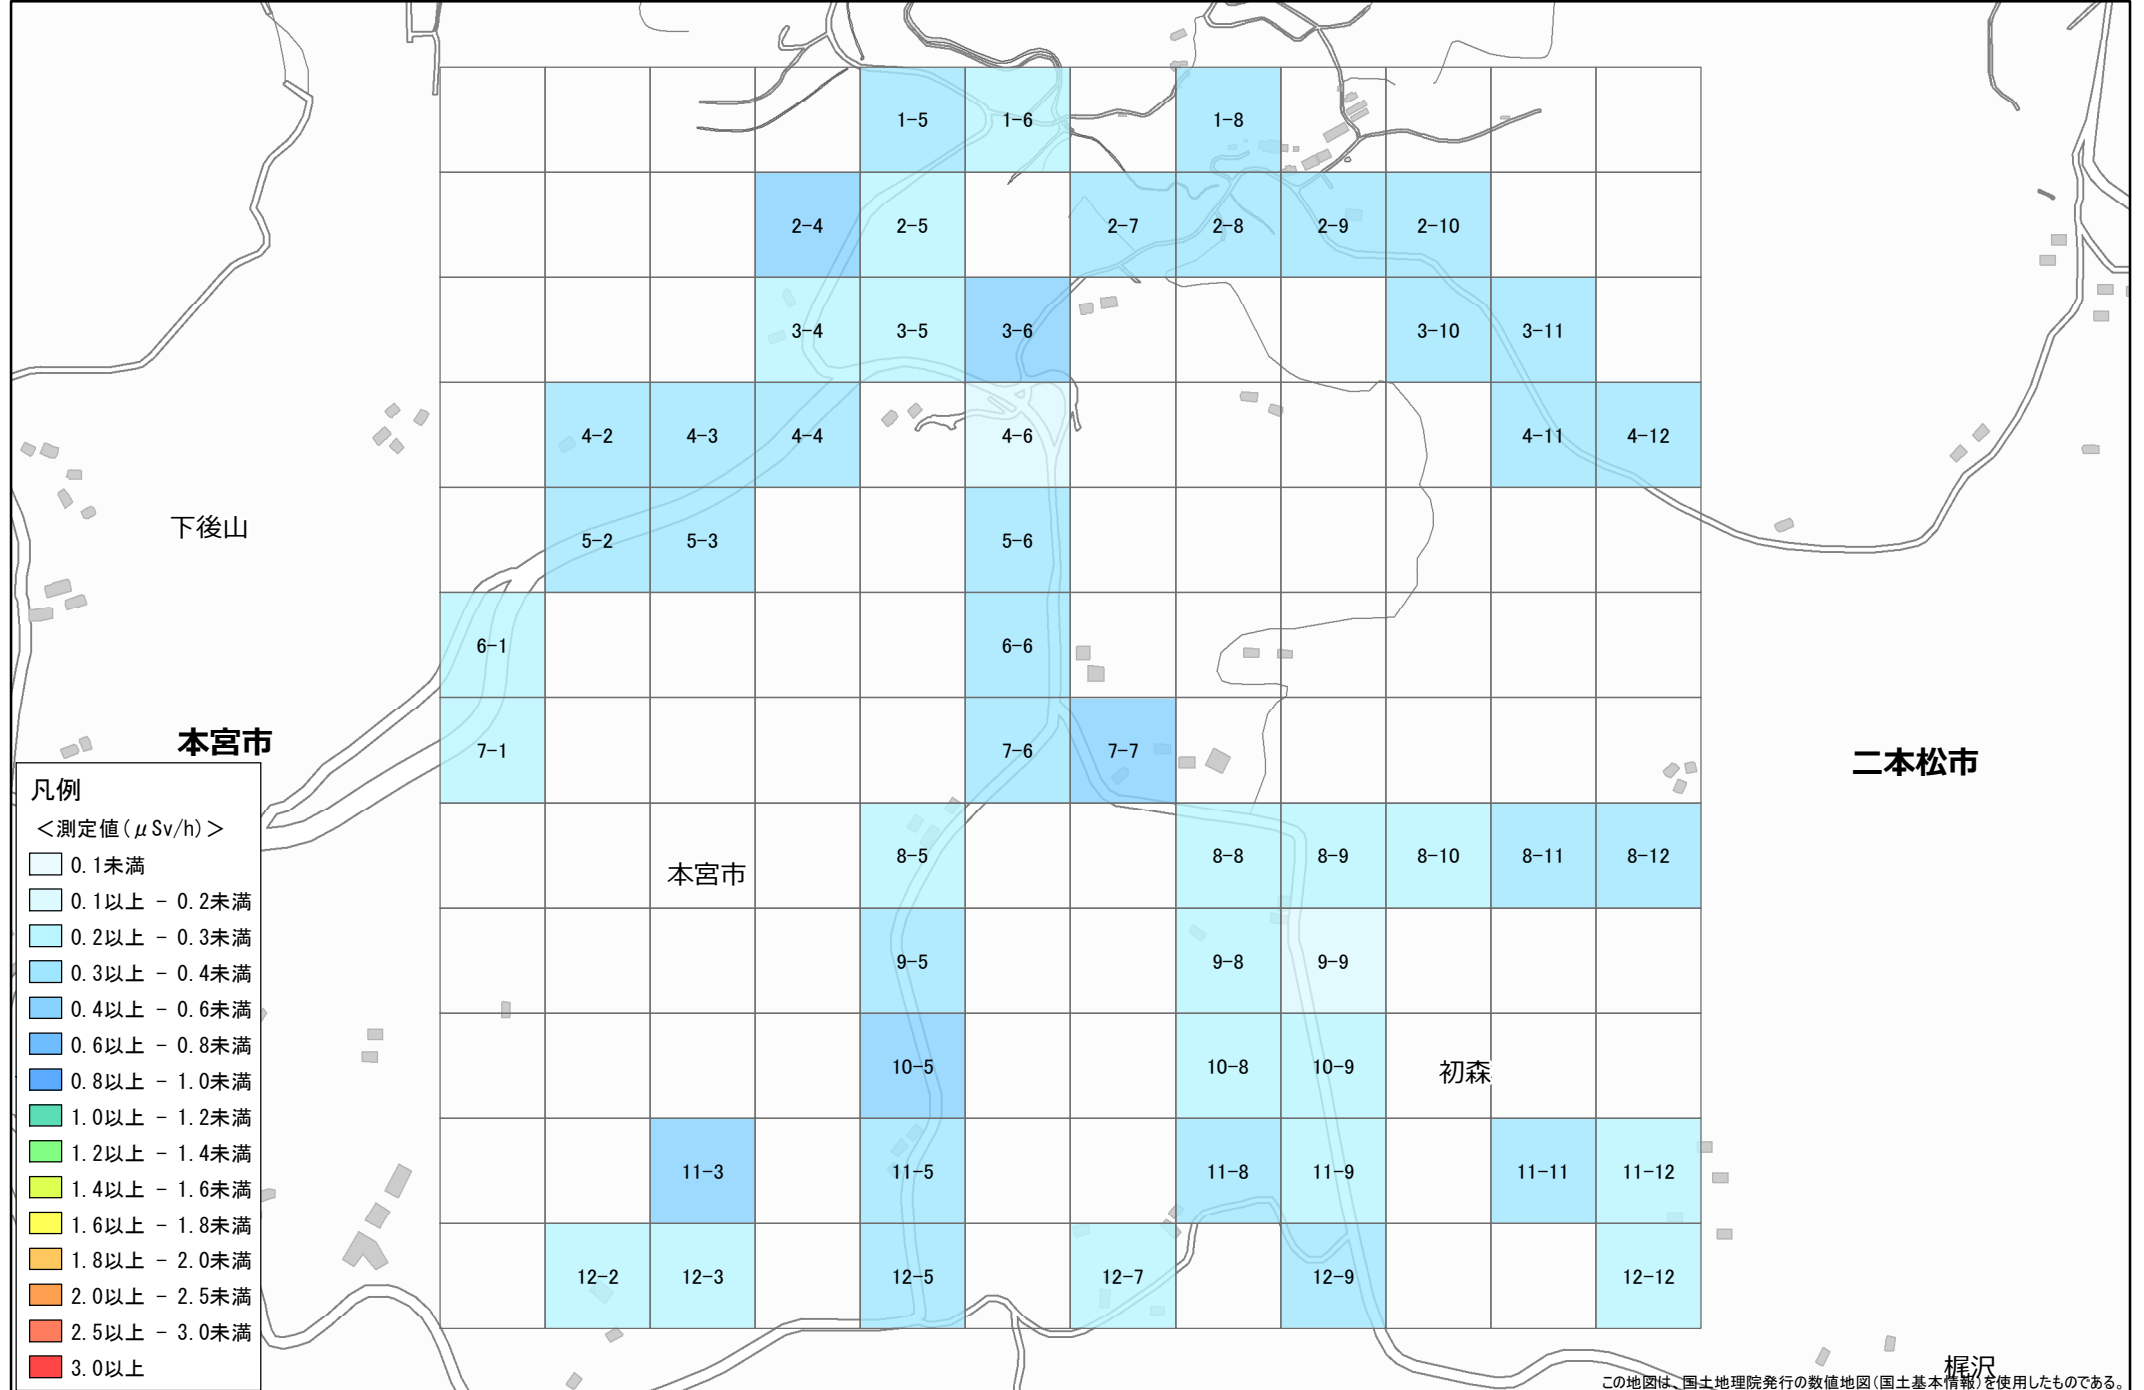 1-5 1-6 1-8
2-4 2-5 2-7 2-8 2-9 2-10
3-4 3-5 3-6 3-10 3-11
4-2 4-3 4-4 4-6 4-11 4-12
下後山
5-2 5-3 5-6
6-1 6-6
本宮市
7-1 7-6 7-7
二本松市
凡例
＜測定値(μSv/h)＞
0.1未満
0.1以上 - 0.2未満
0.2以上 - 0.3未満
0.3以上 - 0.4未満
0.4以上 - 0.6未満
0.6以上 - 0.8未満
0.8以上 - 1.0未満
1.0以上 - 1.2未満
1.2以上 - 1.4未満
1.4以上 - 1.6未満
1.6以上 - 1.8未満
1.8以上 - 2.0未満
2.0以上 - 2.5未満
2.5以上 - 3.0未満
3.0以上
本宮市
8-5 8-8 8-9 8-10 8-11 8-12
9-5 9-8 9-9
10-5 10-8 10-9
初森
11-3 11-5 11-8 11-9 11-11 11-12
12-2 12-3 12-5 12-7 12-9 12-12
梶沢
この地図は、国土地理院発行の数値地図(国土基本情報)を使用したものである。